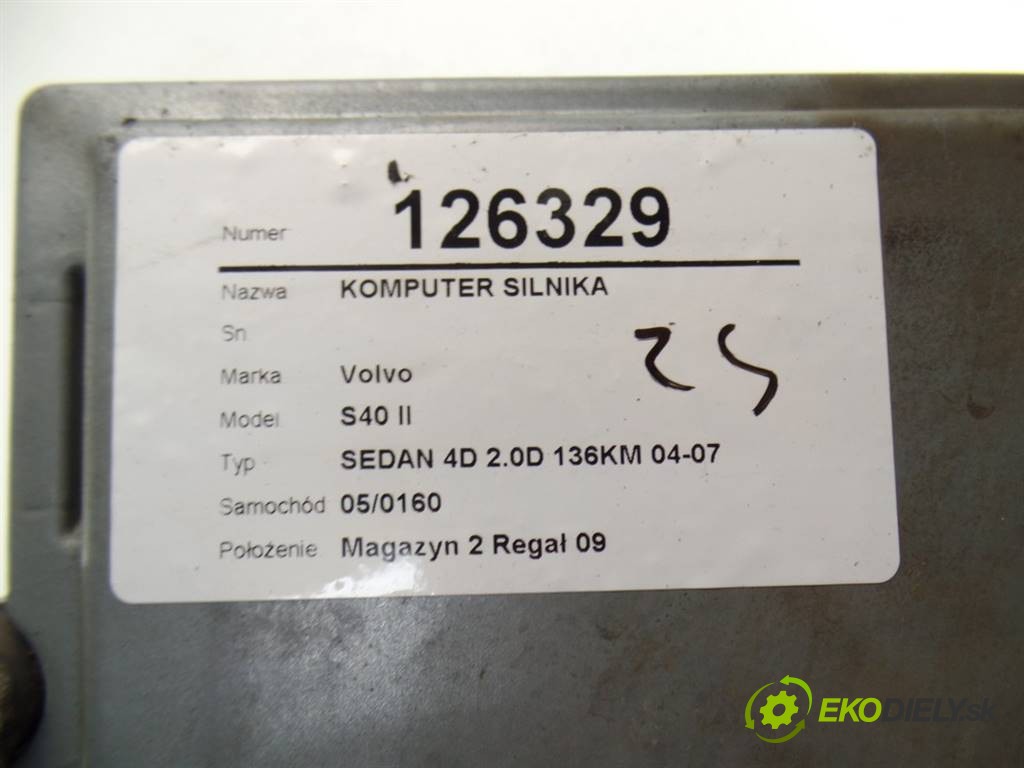 Numer 126329
Nazwa KOMPUTER SILNIKA
Sn
Marka Volvo
Model S40 II
Typ SEDAN 4D 2.0D 136KM 04-07
Samochód 05/0160
Położenie Magazyn 2 Regał 09
EKODIELY.sk